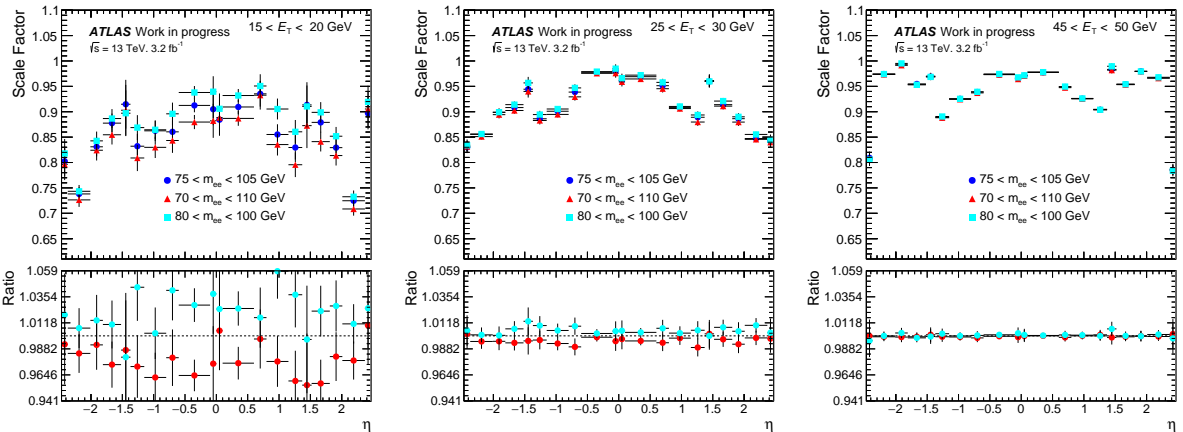 ATLAS Work in progress 15 < E_T < 20 GeV
√s = 13 TeV. 3.2 fb⁻¹
Scale Factor
1.1
1.05
1
0.95
0.9
0.85
0.8
0.75
0.7
0.65
75 < m_ee < 105 GeV
70 < m_ee < 110 GeV
80 < m_ee < 100 GeV
Ratio
1.059
1.0354
1.0118
0.9882
0.9646
0.941
−2 −1.5 −1 −0.5 0 0.5 1 1.5 2
η
ATLAS Work in progress 25 < E_T < 30 GeV
√s = 13 TeV. 3.2 fb⁻¹
Scale Factor
1.1
1.05
1
0.95
0.9
0.85
0.8
0.75
0.7
0.65
75 < m_ee < 105 GeV
70 < m_ee < 110 GeV
80 < m_ee < 100 GeV
Ratio
1.059
1.0354
1.0118
0.9882
0.9646
0.941
−2 −1.5 −1 −0.5 0 0.5 1 1.5 2
η
ATLAS Work in progress 45 < E_T < 50 GeV
√s = 13 TeV. 3.2 fb⁻¹
Scale Factor
1.1
1.05
1
0.95
0.9
0.85
0.8
0.75
0.7
0.65
75 < m_ee < 105 GeV
70 < m_ee < 110 GeV
80 < m_ee < 100 GeV
Ratio
1.059
1.0354
1.0118
0.9882
0.9646
0.941
−2 −1.5 −1 −0.5 0 0.5 1 1.5 2
η